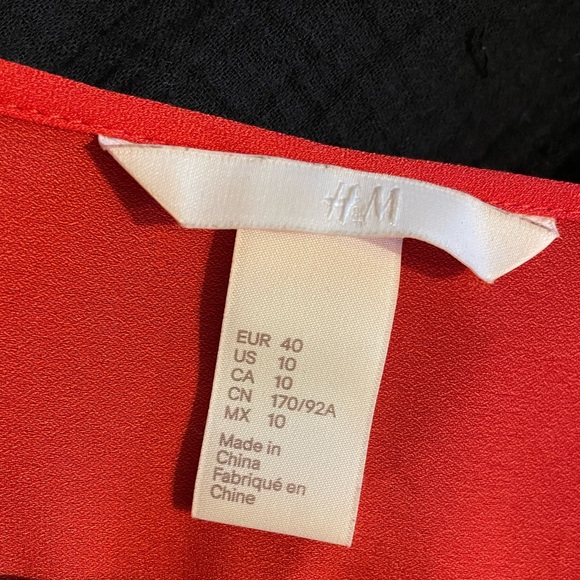 H&M
EUR 40
US 10
CA 10
CN 170/92A
MX 10
Made in
China
Fabriqué en
Chine